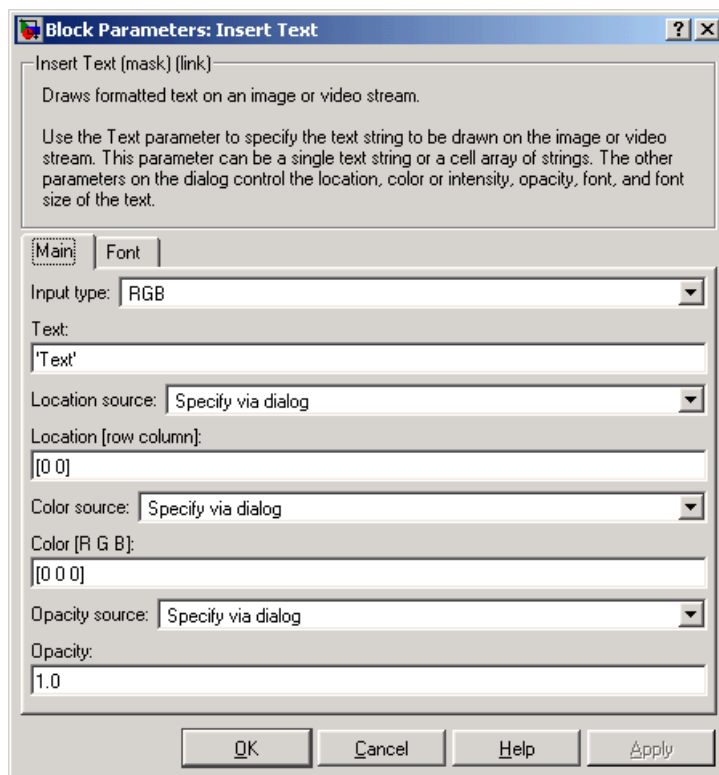 Block Parameters: Insert Text
Insert Text (mask) (link)
Draws formatted text on an image or video stream.
Use the Text parameter to specify the text string to be drawn on the image or video
stream. This parameter can be a single text string or a cell array of strings. The other
parameters on the dialog control the location, color or intensity, opacity, font, and font
size of the text.
Main Font
Input type: RGB
Text:
'Text'
Location source: Specify via dialog
Location [row column]:
[0 0]
Color source: Specify via dialog
Color [R G B]:
[0 0 0]
Opacity source: Specify via dialog
Opacity:
1.0
OK Cancel Help Apply